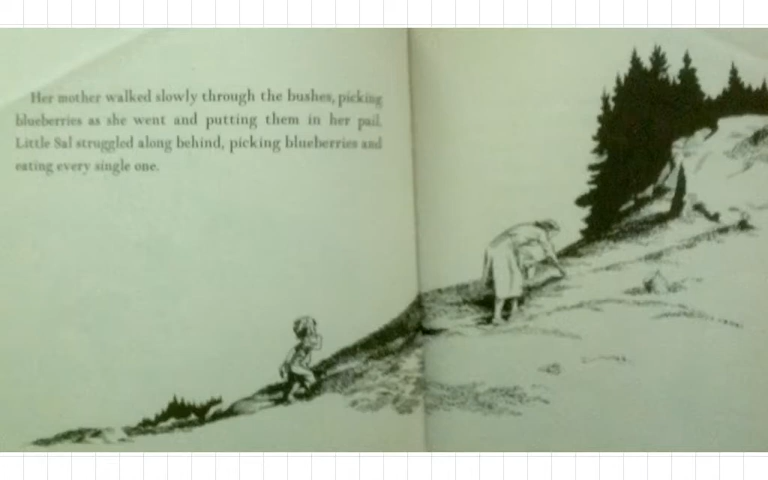 Her mother walked slowly through the bushes, picking
blueberries as she went and putting them in her pail.
Little Sal struggled along behind, picking blueberries and
eating every single one.